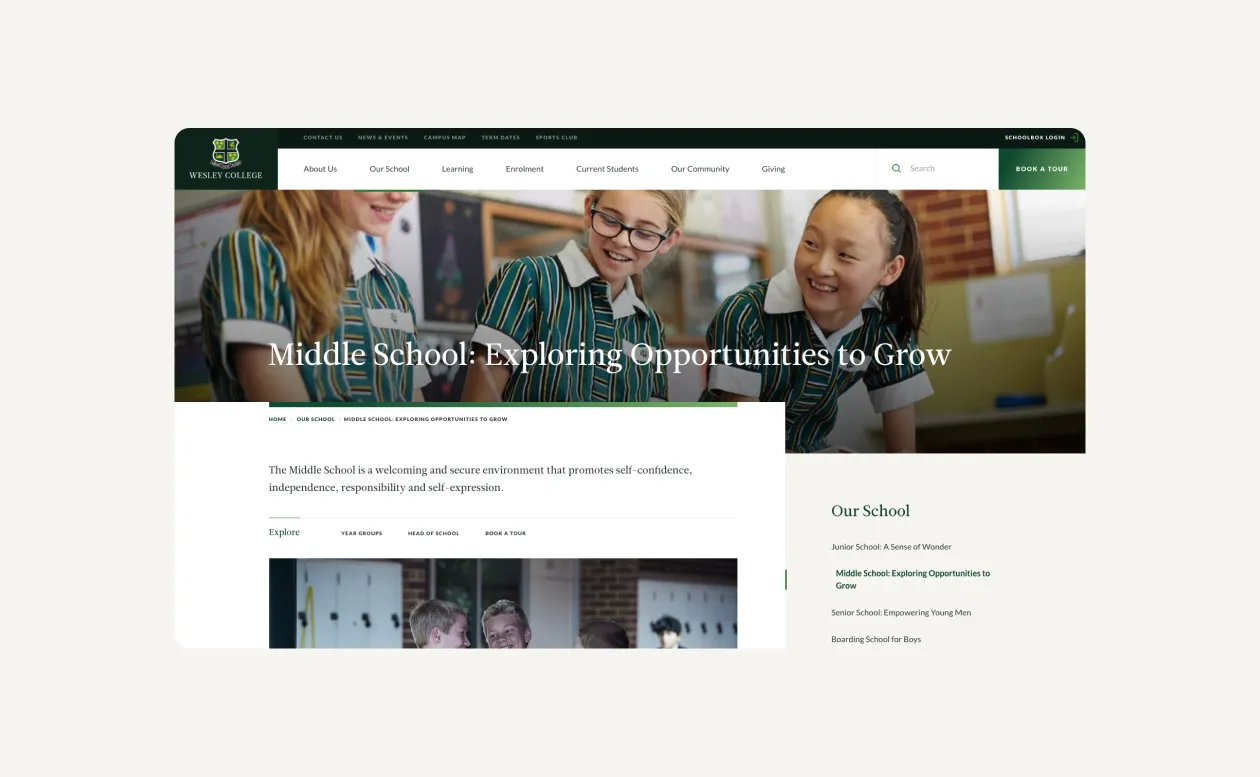 CONTACT US NEWS & EVENTS CAMPUS MAP TERM DATES SPORTS CLUB SCHOOLBOX LOGIN
WESLEY COLLEGE
About Us Our School Learning Enrolment Current Students Our Community Giving Search BOOK A TOUR
Middle School: Exploring Opportunities to Grow
HOME / OUR SCHOOL / MIDDLE SCHOOL: EXPLORING OPPORTUNITIES TO GROW
The Middle School is a welcoming and secure environment that promotes self-confidence,
independence, responsibility and self-expression.
Explore YEAR GROUPS HEAD OF SCHOOL BOOK A TOUR
Our School
Junior School: A Sense of Wonder
Middle School: Exploring Opportunities to
Grow
Senior School: Empowering Young Men
Boarding School for Boys